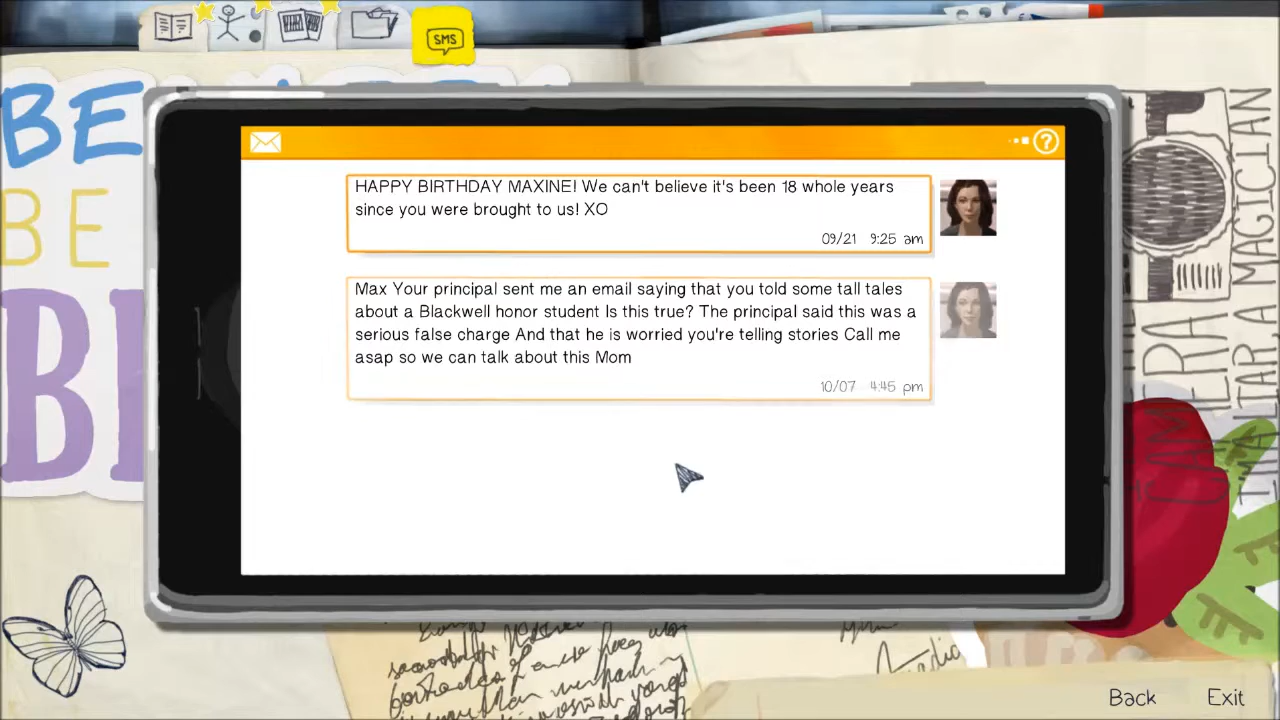 SMS
HAPPY BIRTHDAY MAXINE! We can't believe it's been 18 whole years
since you were brought to us! XO
09/21 9:25 am
Max Your principal sent me an email saying that you told some tall tales
about a Blackwell honor student Is this true? The principal said this was a
serious false charge And that he is worried you're telling stories Call me
asap so we can talk about this Mom
10/07 4:45 pm
BE
BE
CAMERA
TAR MAGICIAN
Back Exit